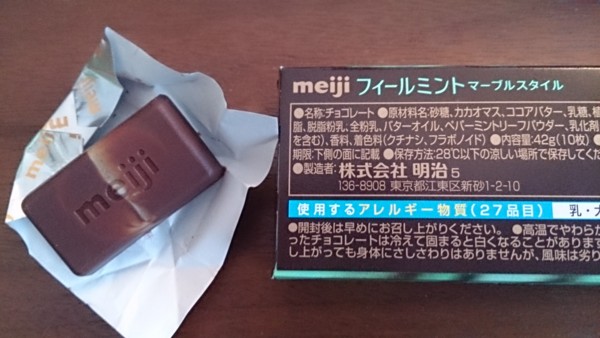 meiji
meiji フィールミント マーブルスタイル
●名称:チョコレート ●原材料名:砂糖、カカオマス、ココアバター、乳糖、植
脂、脱脂粉乳、全粉乳、バターオイル、ペパーミントリーフパウダー、乳化剤
を含む)、香料、着色料(クチナシ、フラボノイド) ●内容量:42g(10枚)
期限:下側の面に記載 ●保存方法:28℃以下の涼しい場所で保存してくだ
●製造者:株式会社 明治 5
136-8908 東京都江東区新砂1-2-10
使用するアレルギー物質(27品目) 乳・大
●開封後は早めにお召し上がりください。 ●高温でやわらか
ったチョコレートは冷えて固まると白くなることがあります
し上がっても身体にさしさわりはありませんが、風味は劣り